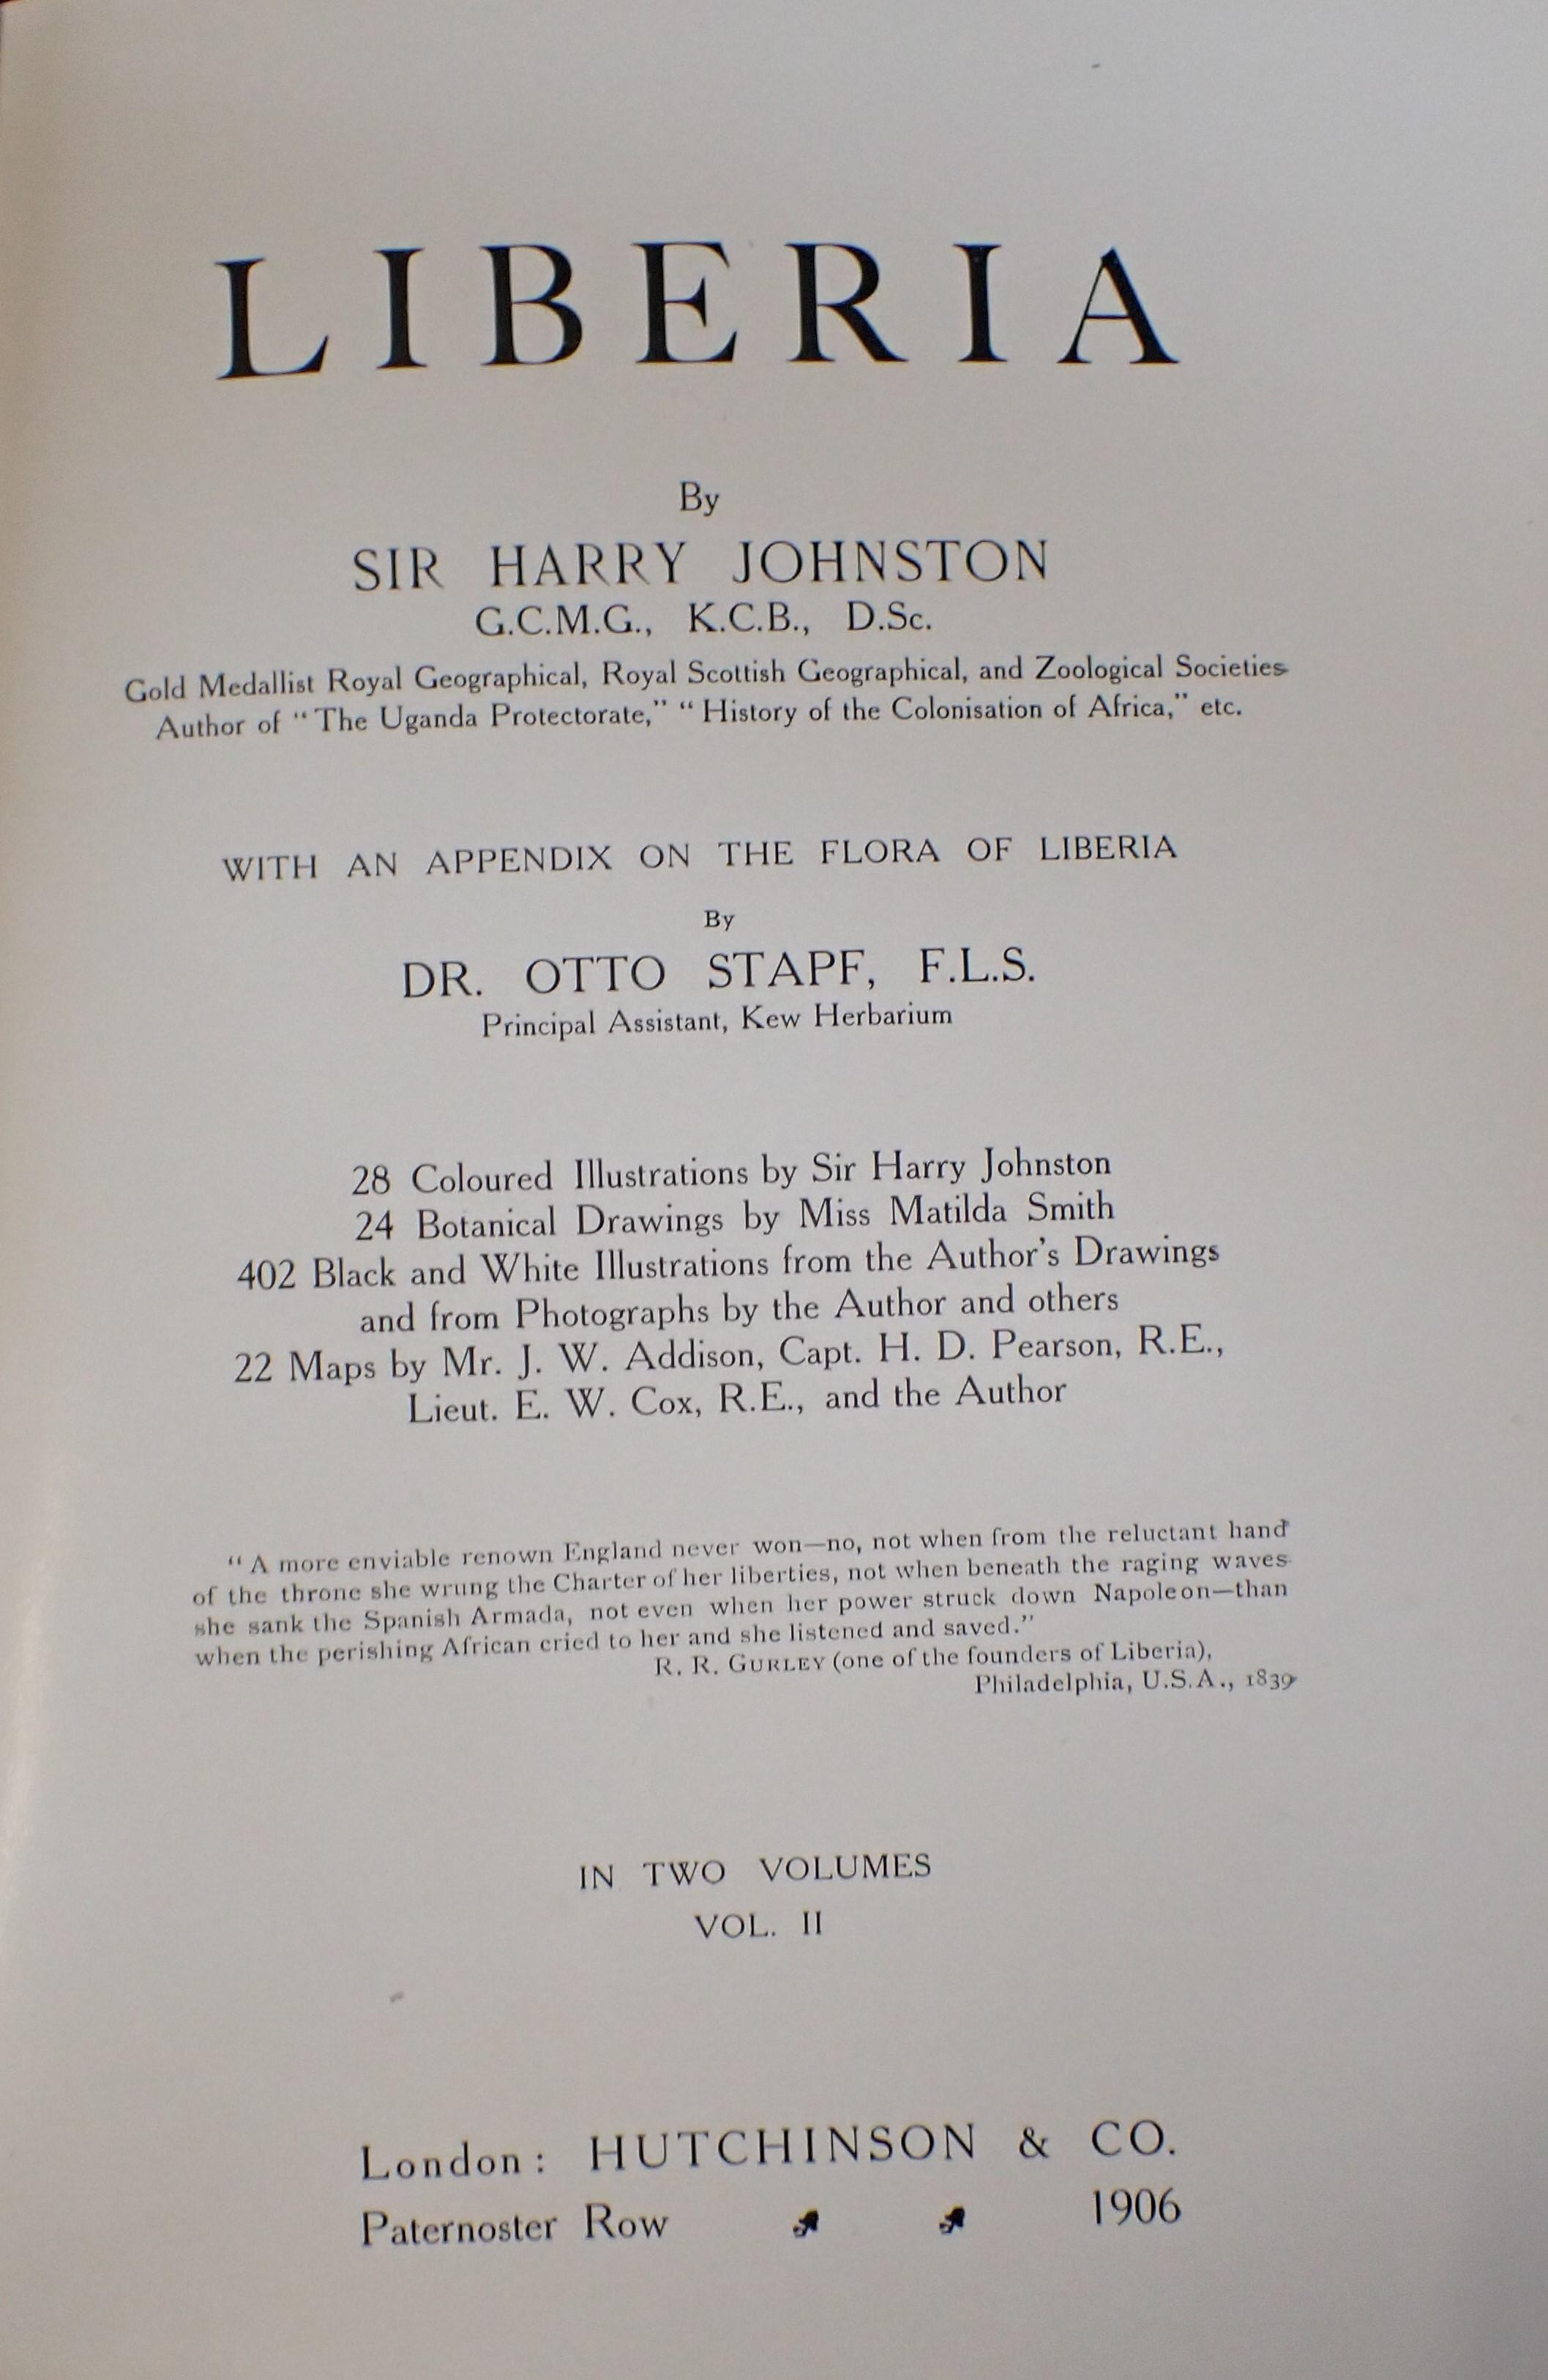 LIBERIA
By
SIR HARRY JOHNSTON
G.C.M.G., K.C.B., D.Sc.
Gold Medallist Royal Geographical, Royal Scottish Geographical, and Zoological Societies
Author of “The Uganda Protectorate,” “History of the Colonisation of Africa,” etc.
WITH AN APPENDIX ON THE FLORA OF LIBERIA
By
DR. OTTO STAPF, F.L.S.
Principal Assistant, Kew Herbarium
28 Coloured Illustrations by Sir Harry Johnston
24 Botanical Drawings by Miss Matilda Smith
402 Black and White Illustrations from the Author’s Drawings
and from Photographs by the Author and others
22 Maps by Mr. J. W. Addison, Capt. H. D. Pearson, R.E.,
Lieut. E. W. Cox, R.E., and the Author
“A more enviable renown England never won—no, not when from the reluctant hand
of the throne she wrung the Charter of her liberties, not when beneath the raging waves
she sank the Spanish Armada, not even when her power struck down Napoleon—than
when the perishing African cried to her and she listened and saved.”
R. R. GURLEY (one of the founders of Liberia),
Philadelphia, U.S.A., 1839
IN TWO VOLUMES
VOL. II
London: HUTCHINSON & CO.
Paternoster Row 1906